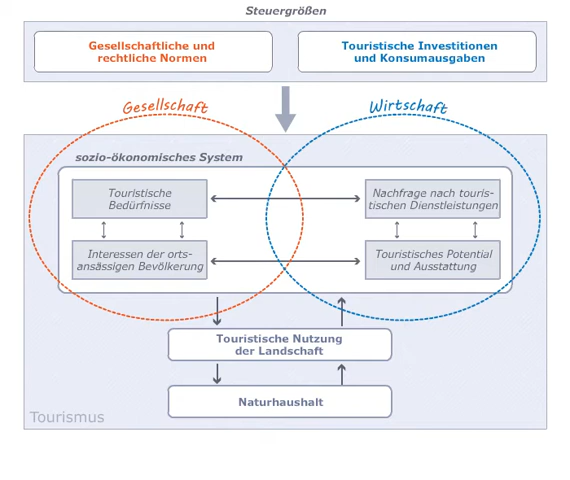 Steuergrößen
Gesellschaftliche und
rechtliche Normen
Touristische Investitionen
und Konsumausgaben
Gesellschaft
Wirtschaft
sozio-ökonomisches System
Touristische
Bedürfnisse
Nachfrage nach touris-
tischen Dienstleistungen
Interessen der orts-
ansässigen Bevölkerung
Touristisches Potential
und Ausstattung
Touristische Nutzung
der Landschaft
Naturhaushalt
Tourismus